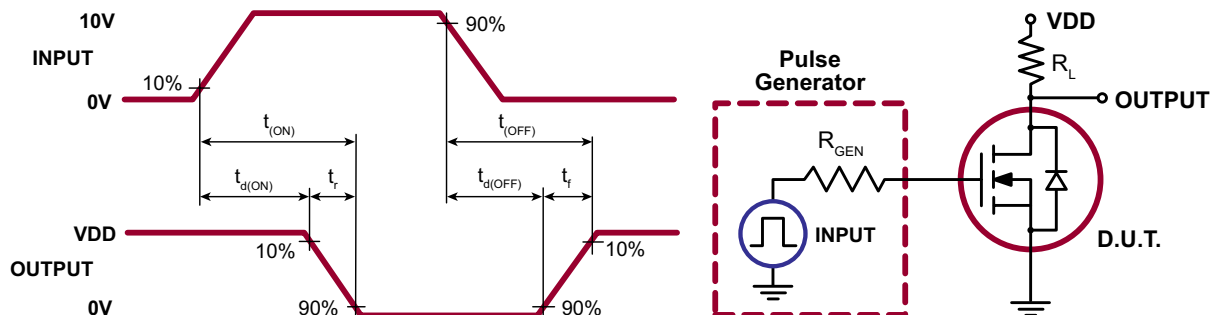 10V
INPUT
0V
10%
90%
t(ON)
t(OFF)
td(ON)
tr
td(OFF)
tf
VDD
OUTPUT
0V
10%
90%
90%
10%
Pulse
Generator
RGEN
INPUT
VDD
RL
OUTPUT
D.U.T.